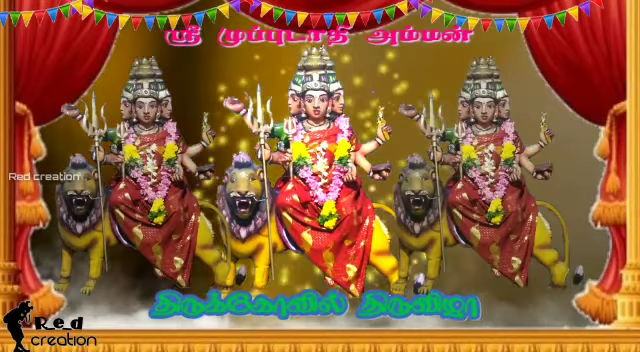 ஸ்ரீ முப்புடாதி அம்மன்
Red creation
திருக்கோவில் திருவிழா
Red
creation